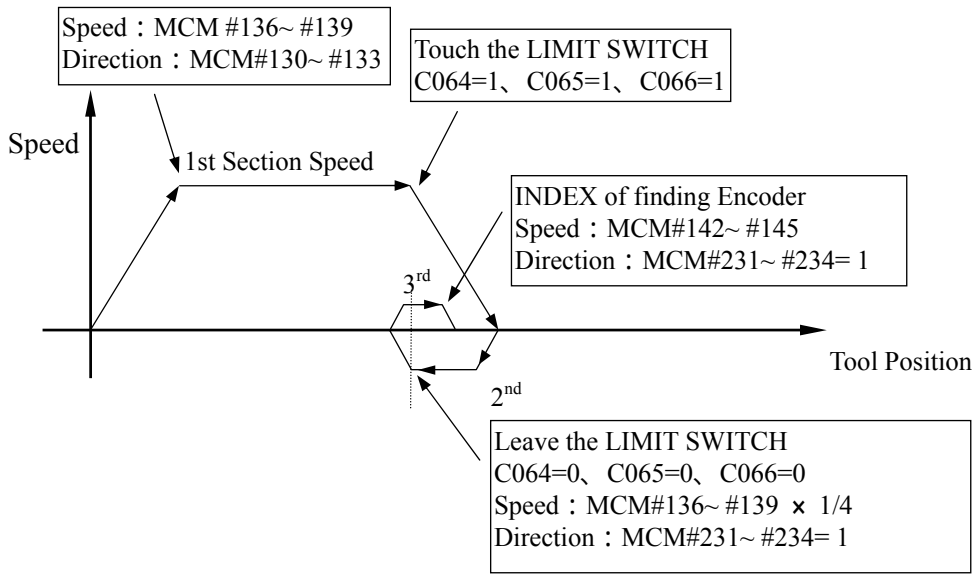 Speed：MCM #136~ #139
Direction：MCM#130~ #133
Touch the LIMIT SWITCH
C064=1、 C065=1、 C066=1
Speed
1st Section Speed
INDEX of finding Encoder
Speed：MCM#142~ #145
Direction：MCM#231~ #234= 1
3rd
Tool Position
2nd
Leave the LIMIT SWITCH
C064=0、 C065=0、 C066=0
Speed：MCM#136~ #139 × 1/4
Direction：MCM#231~ #234= 1